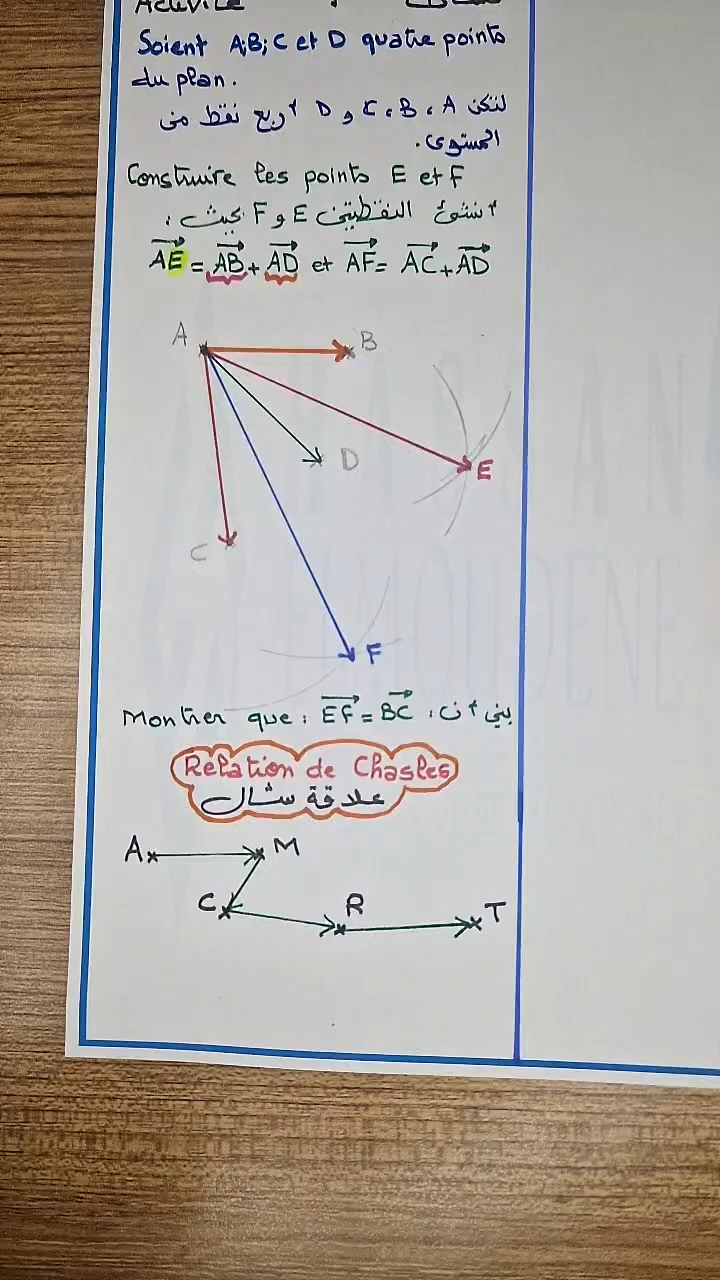 Activité
Soient A;B; C et D quatre points
du plan.
لتكن A ، B ، C و D أربع نقط من
المستوى.
Construire les points E et F
أنشئ النقطتين E و F بحيث :
AE = AB + AD et AF = AC + AD
A
B
D
E
C
F
Montrer que : EF = BC بين أن :
Relation de Chasles
علاقة شال
A
M
C
R
T